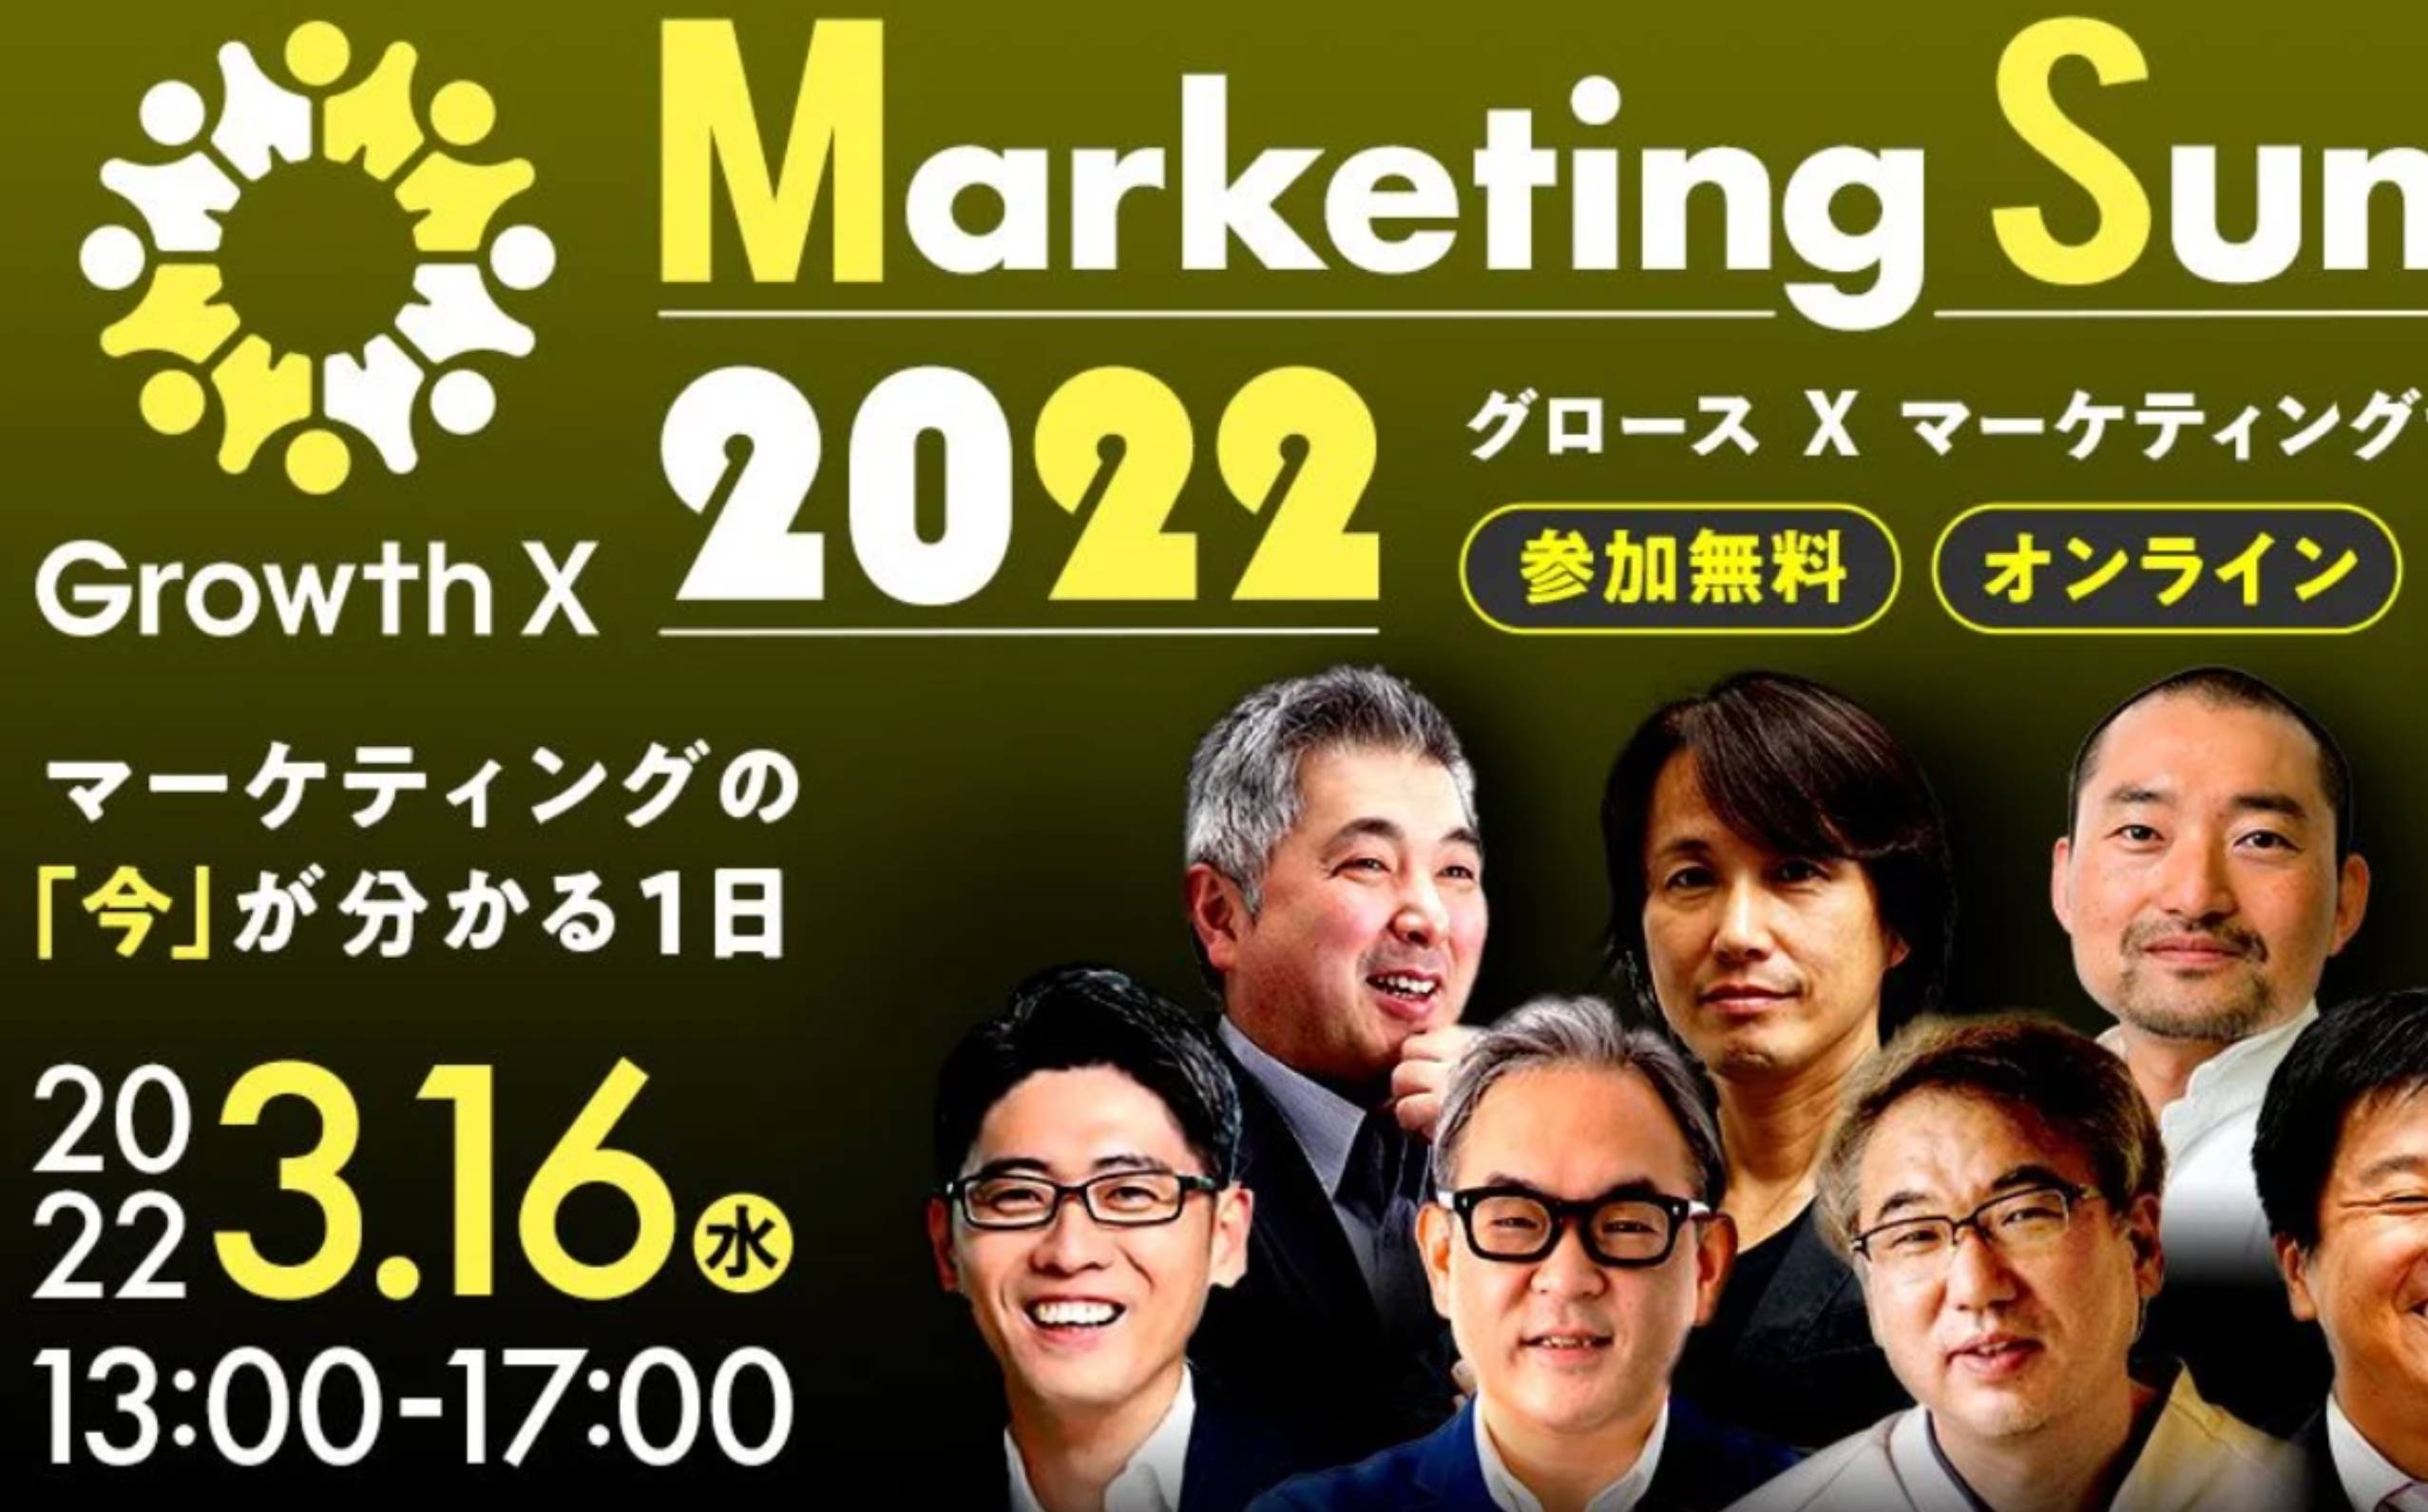 Marketing Sum
2022
グロース X マーケティング
参加無料
オンライン
Growth X
マーケティングの
「今」が分かる1日
2022 3.16 水
13:00-17:00